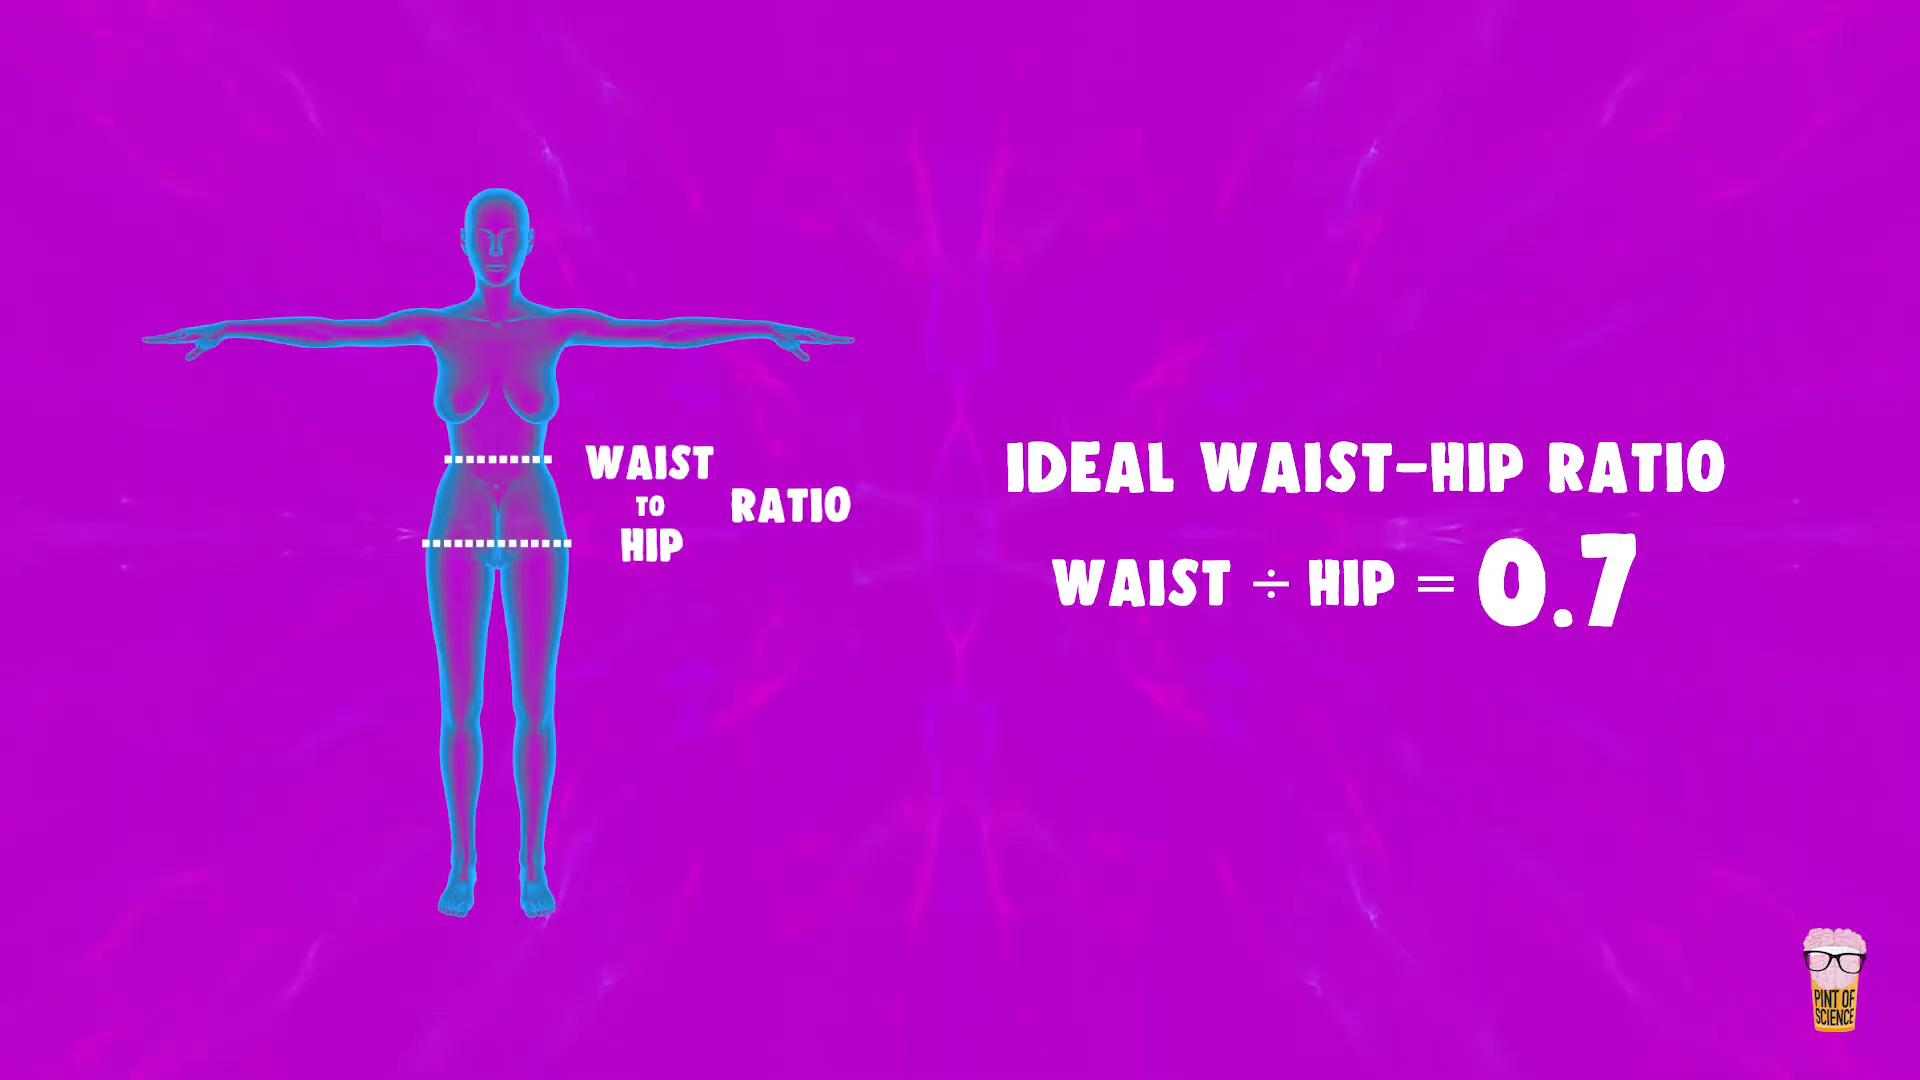 WAIST
TO
HIP
RATIO
IDEAL WAIST-HIP RATIO
WAIST ÷ HIP = 0.7
PINT OF
SCIENCE